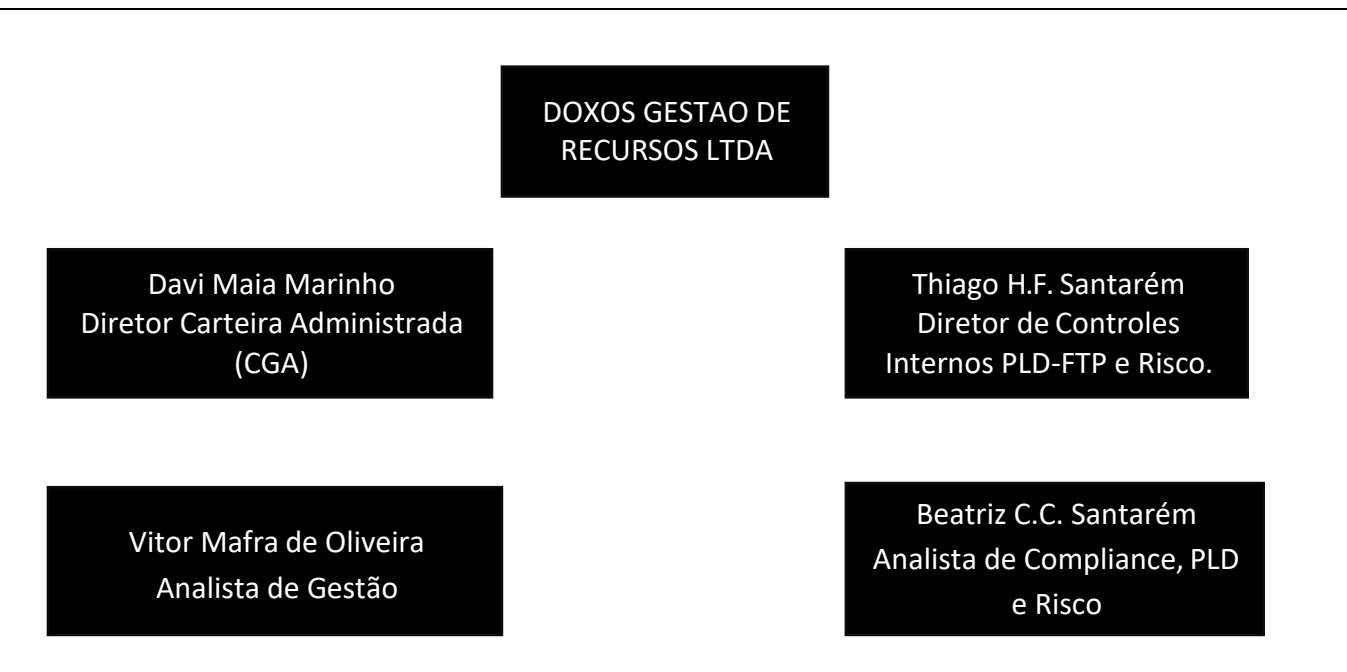 DOXOS GESTAO DE
RECURSOS LTDA
Davi Maia Marinho
Diretor Carteira Administrada
(CGA)
Thiago H.F. Santarém
Diretor de Controles
Internos PLD-FTP e Risco.
Vitor Mafra de Oliveira
Analista de Gestão
Beatriz C.C. Santarém
Analista de Compliance, PLD
e Risco